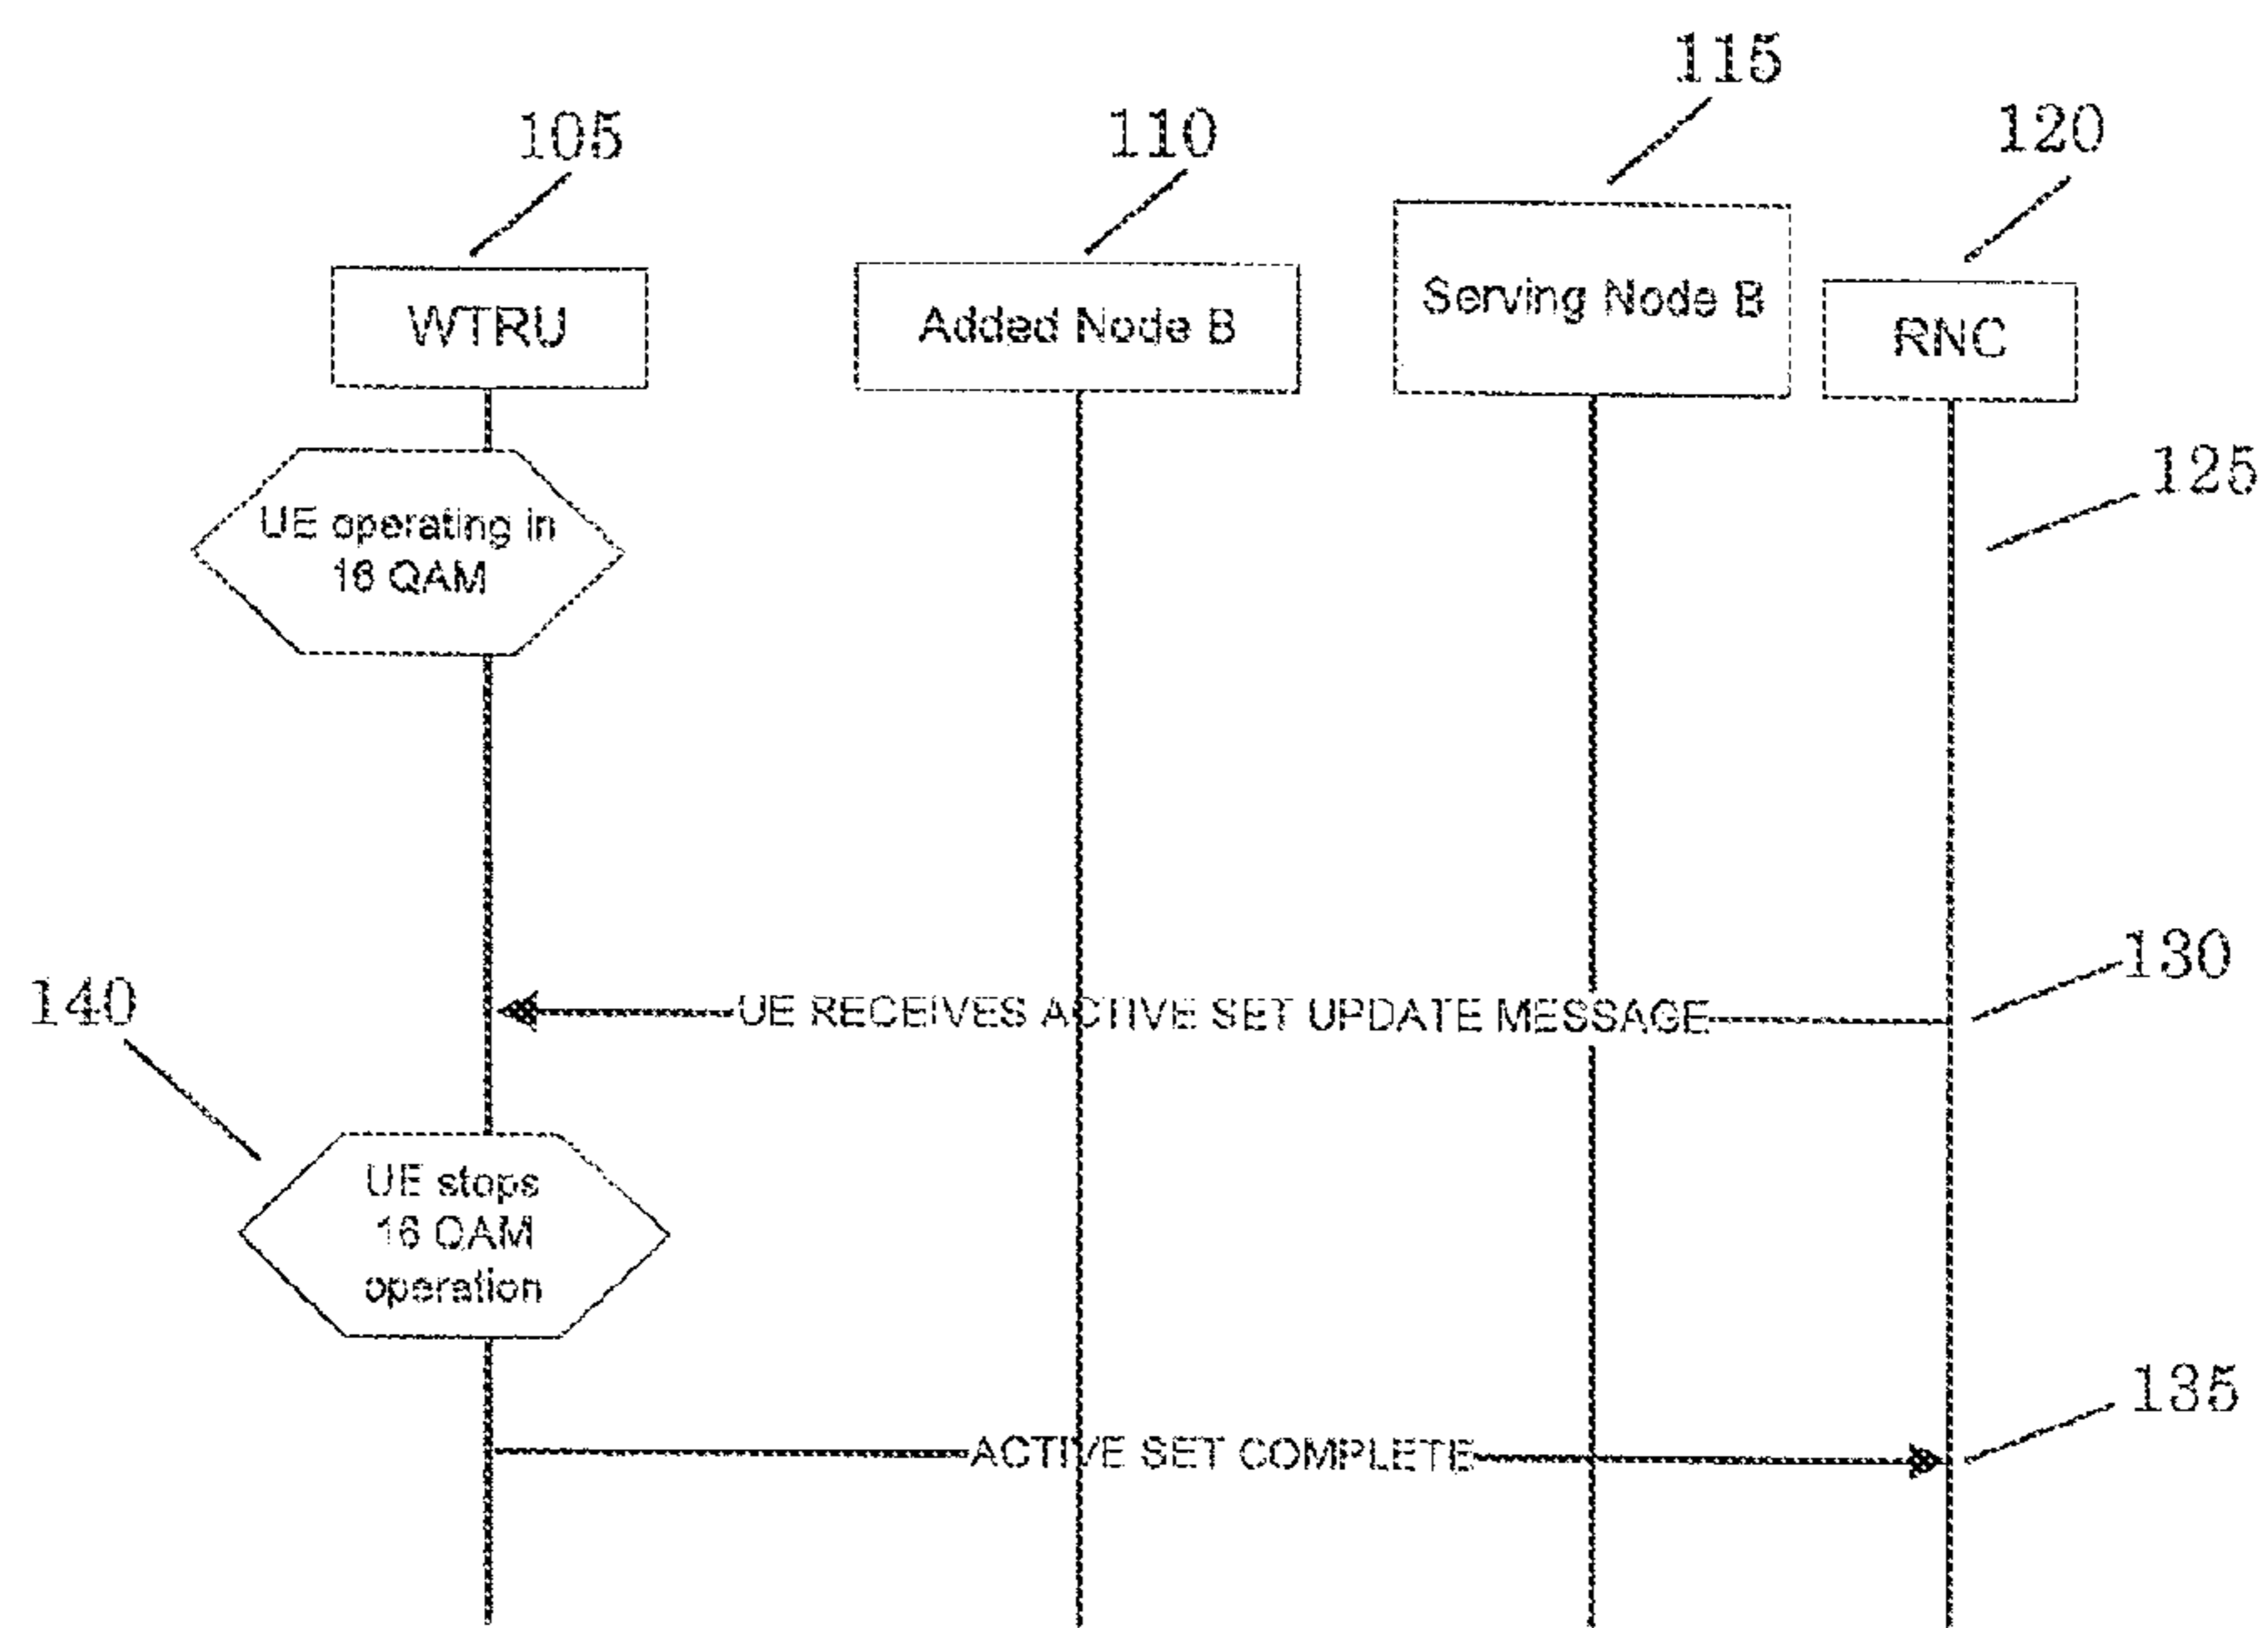 115
105
110
120
WTRU
Added Node B
Serving Node B
RNC
125
UE operating in
16 QAM
130
140
UE RECEIVES ACTIVE SET UPDATE MESSAGE
UE stops
16 QAM
operation
135
ACTIVE SET COMPLETE